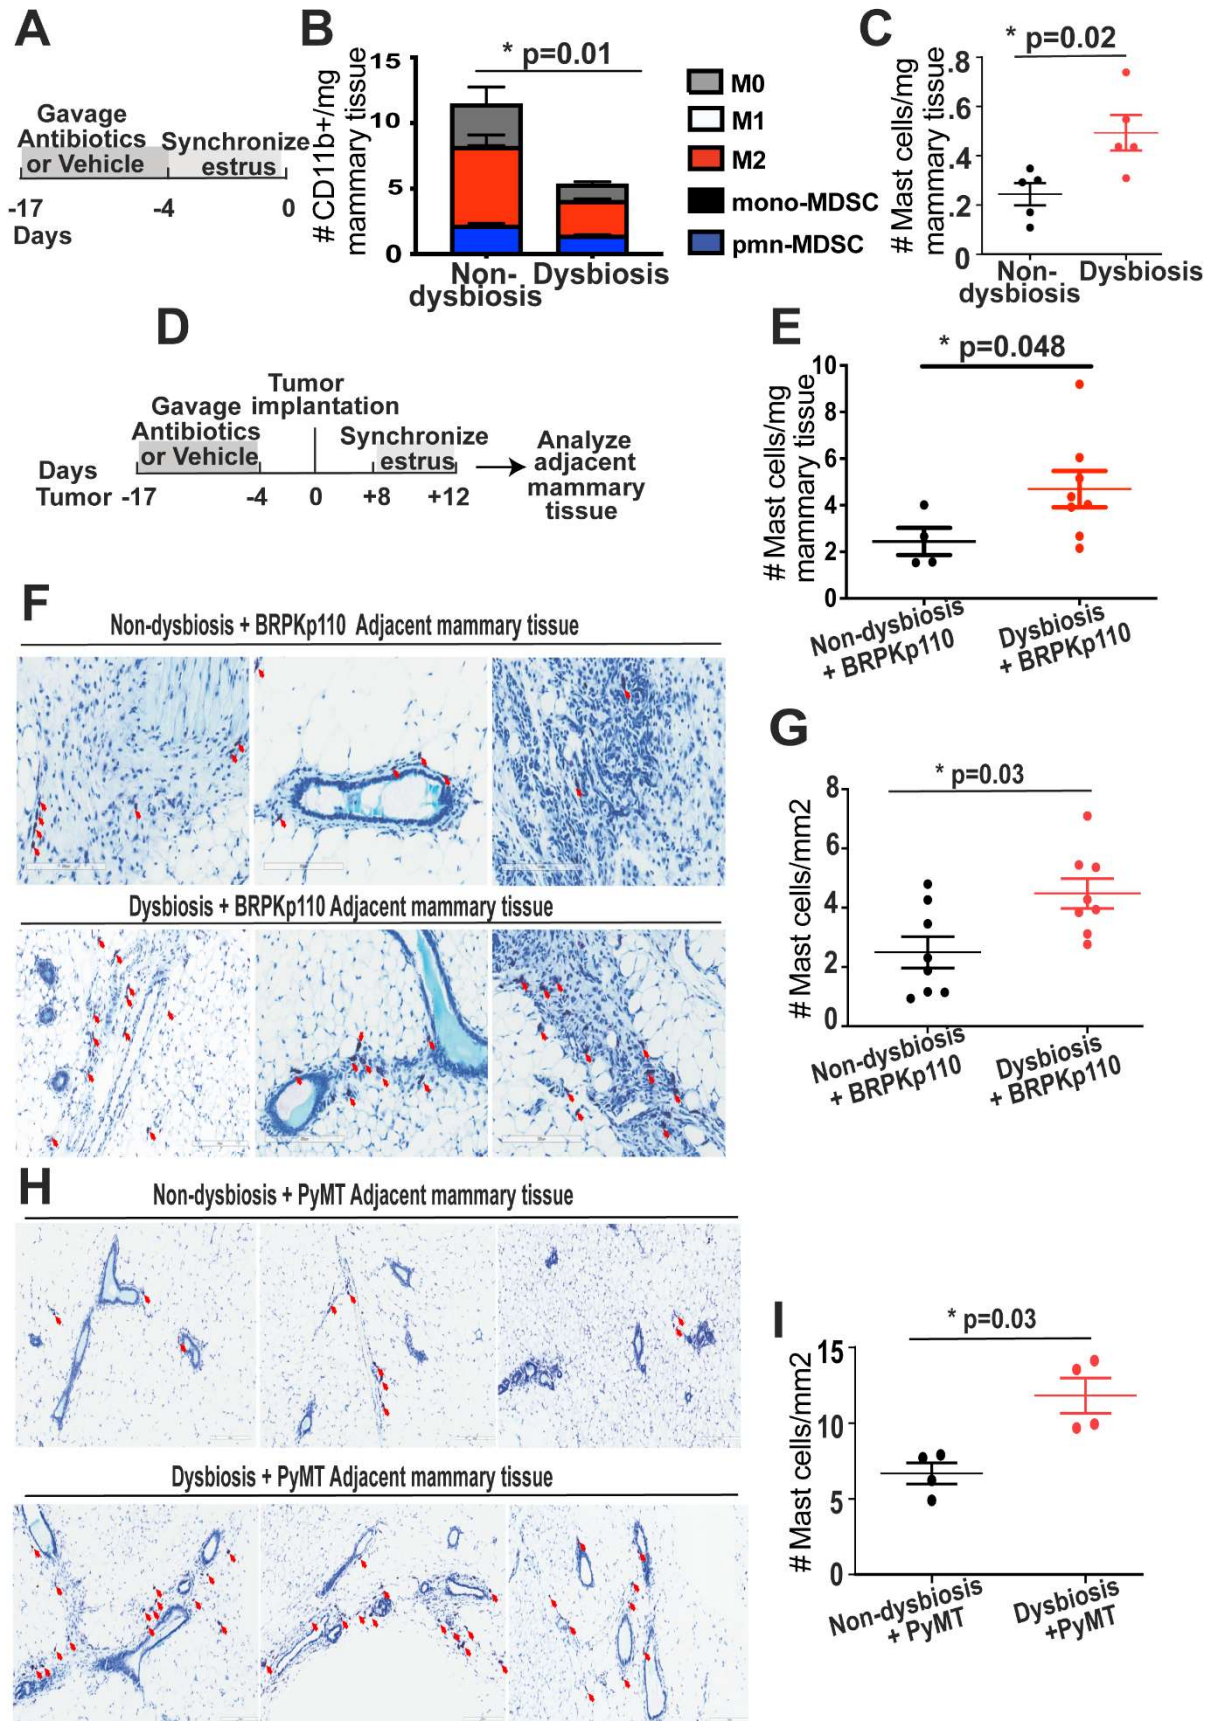 A
Gavage
Antibiotics
or Vehicle
Synchronize
estrus
-17
-4
0
Days
B
* p=0.01
# CD11b+/mg
mammary tissue
15
10
5
0
Non-
dysbiosis
Dysbiosis
M0
M1
M2
mono-MDSC
pmn-MDSC
C
* p=0.02
# Mast cells/mg
mammary tissue
.8
.6
.4
.2
0
Non-
dysbiosis
Dysbiosis
D
Tumor
implantation
Gavage
Antibiotics
or Vehicle
Synchronize
estrus
Analyze
adjacent
mammary
tissue
Days
Tumor
-17
-4
0
+8
+12
E
* p=0.048
# Mast cells/mg
mammary tissue
10
8
6
4
2
0
Non-dysbiosis
+ BRPKp110
Dysbiosis
+ BRPKp110
F
Non-dysbiosis + BRPKp110 Adjacent mammary tissue
Dysbiosis + BRPKp110 Adjacent mammary tissue
G
* p=0.03
# Mast cells/mm2
8
6
4
2
0
Non-dysbiosis
+ BRPKp110
Dysbiosis
+ BRPKp110
H
Non-dysbiosis + PyMT Adjacent mammary tissue
Dysbiosis + PyMT Adjacent mammary tissue
I
* p=0.03
# Mast cells/mm2
15
10
5
0
Non-dysbiosis
+ PyMT
Dysbiosis
+PyMT